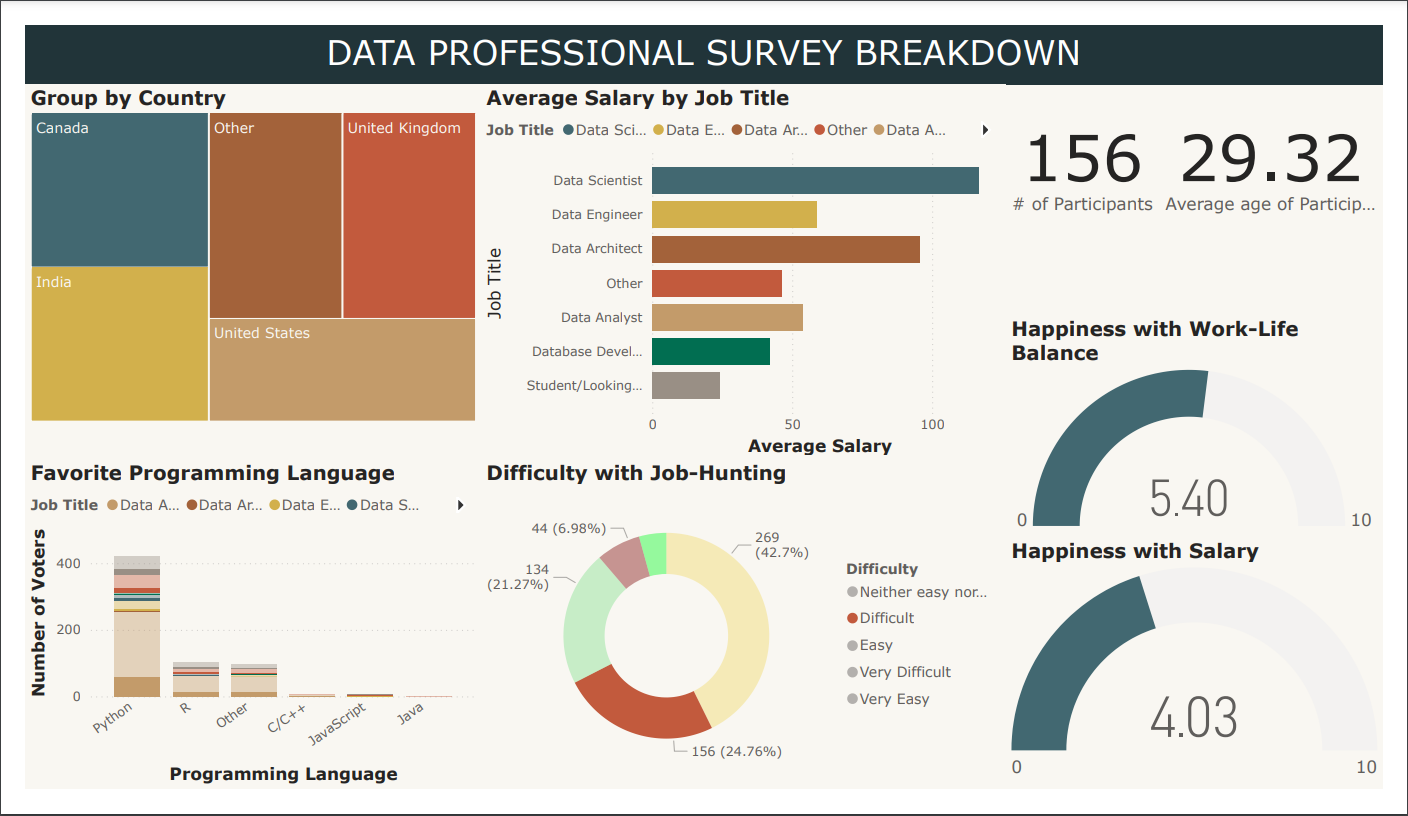 DATA PROFESSIONAL SURVEY BREAKDOWN
Group by Country
Canada
Other
United Kingdom
India
United States
Average Salary by Job Title
Job Title Data Sci... Data E... Data Ar... Other Data A...
Job Title
Data Scientist
Data Engineer
Data Architect
Other
Data Analyst
Database Devel...
Student/Looking...
0 50 100
Average Salary
156
# of Participants
29.32
Average age of Particip...
Happiness with Work-Life
Balance
5.40
0 10
Favorite Programming Language
Job Title Data A... Data Ar... Data E... Data S...
Number of Voters
400
200
0
Python R Other C/C++ JavaScript Java
Programming Language
Difficulty with Job-Hunting
44 (6.98%)
269
(42.7%)
134
(21.27%)
156 (24.76%)
Difficulty
Neither easy nor...
Difficult
Easy
Very Difficult
Very Easy
Happiness with Salary
4.03
0 10